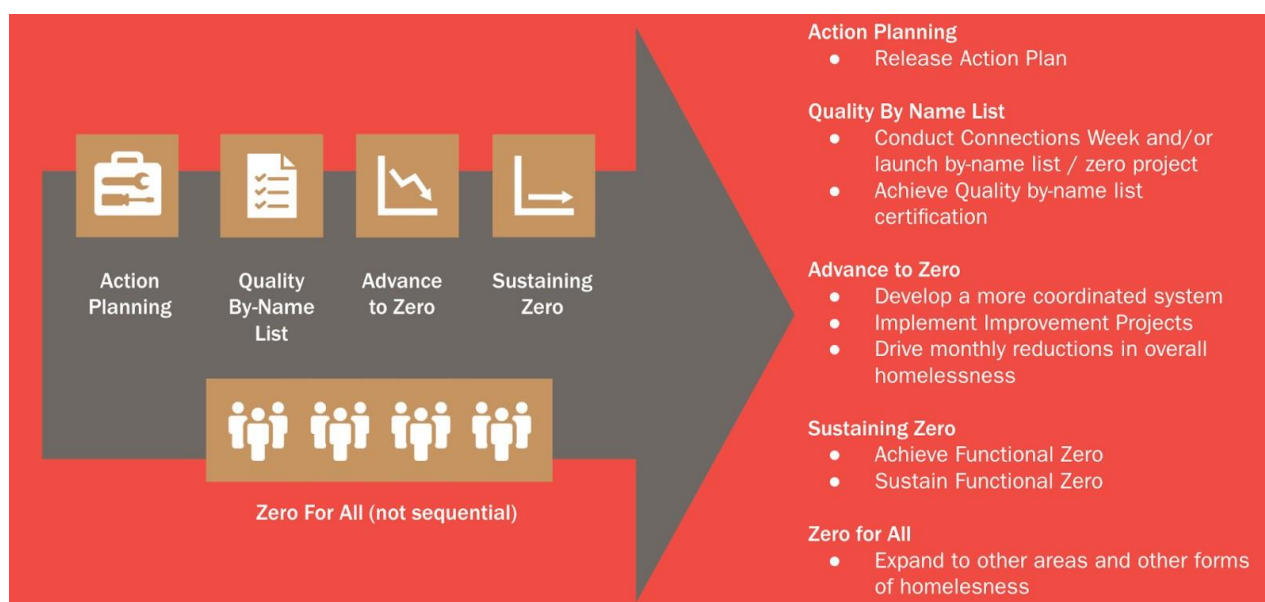 Action
Planning
Quality
By-Name
List
Advance
to Zero
Sustaining
Zero
Zero For All (not sequential)
Action Planning
● Release Action Plan
Quality By Name List
● Conduct Connections Week and/or
launch by-name list / zero project
● Achieve Quality by-name list
certification
Advance to Zero
● Develop a more coordinated system
● Implement Improvement Projects
● Drive monthly reductions in overall
homelessness
Sustaining Zero
● Achieve Functional Zero
● Sustain Functional Zero
Zero for All
● Expand to other areas and other forms
of homelesness